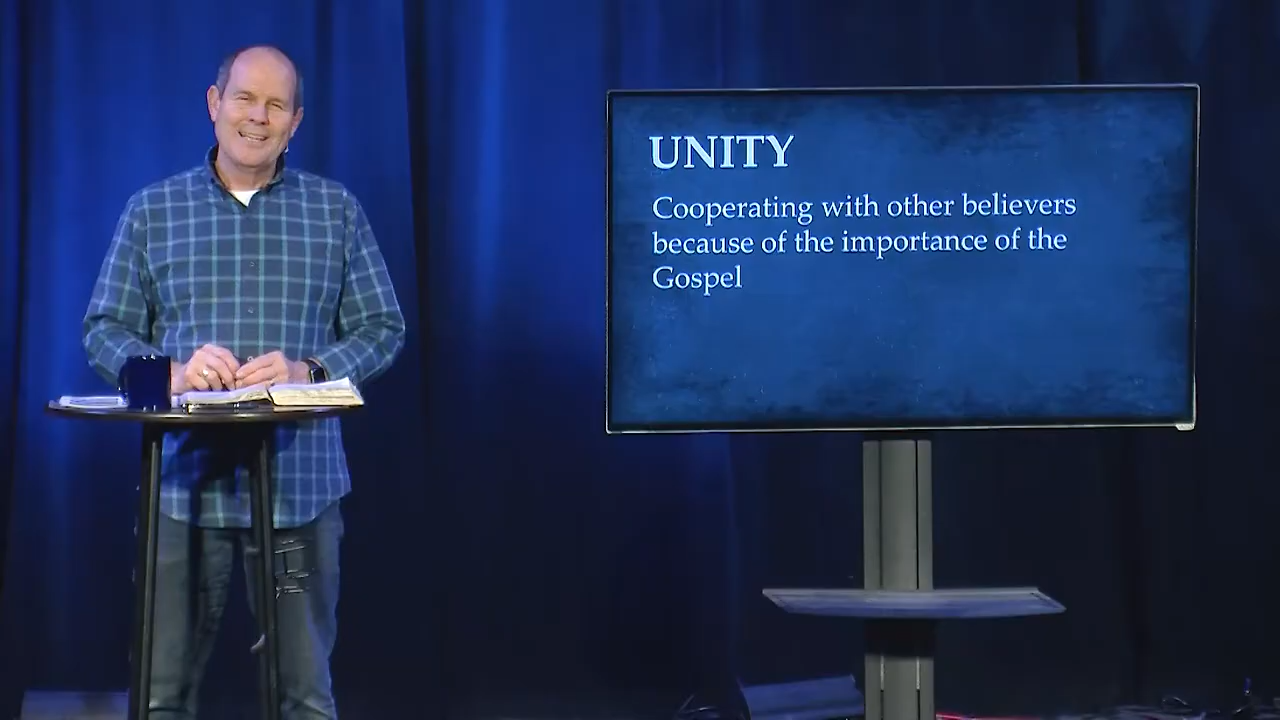 UNITY
Cooperating with other believers
because of the importance of the
Gospel